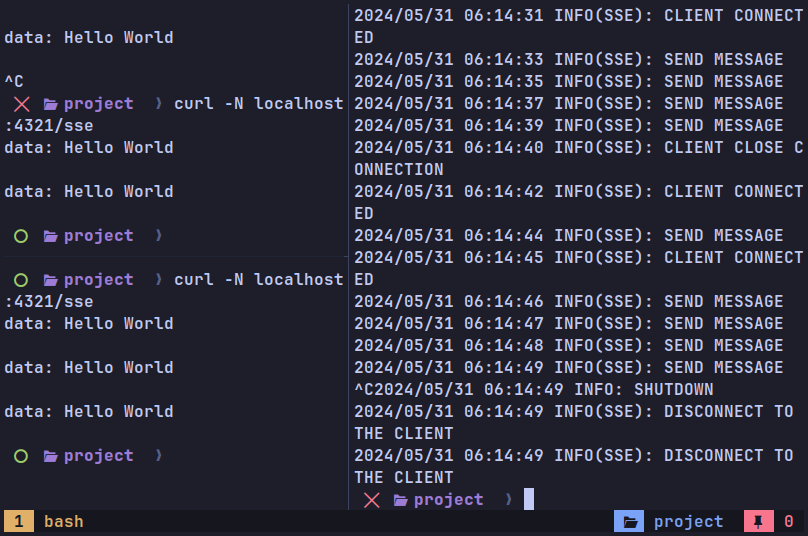 data: Hello World
^C
project ❯ curl -N localhost
:4321/sse
data: Hello World
data: Hello World
project ❯
project ❯ curl -N localhost
:4321/sse
data: Hello World
data: Hello World
data: Hello World
project ❯
2024/05/31 06:14:31 INFO(SSE): CLIENT CONNECT
ED
2024/05/31 06:14:33 INFO(SSE): SEND MESSAGE
2024/05/31 06:14:35 INFO(SSE): SEND MESSAGE
2024/05/31 06:14:37 INFO(SSE): SEND MESSAGE
2024/05/31 06:14:39 INFO(SSE): SEND MESSAGE
2024/05/31 06:14:40 INFO(SSE): CLIENT CLOSE C
ONNECTION
2024/05/31 06:14:42 INFO(SSE): CLIENT CONNECT
ED
2024/05/31 06:14:44 INFO(SSE): SEND MESSAGE
2024/05/31 06:14:45 INFO(SSE): CLIENT CONNECT
ED
2024/05/31 06:14:46 INFO(SSE): SEND MESSAGE
2024/05/31 06:14:47 INFO(SSE): SEND MESSAGE
2024/05/31 06:14:48 INFO(SSE): SEND MESSAGE
2024/05/31 06:14:49 INFO(SSE): SEND MESSAGE
^C2024/05/31 06:14:49 INFO: SHUTDOWN
2024/05/31 06:14:49 INFO(SSE): DISCONNECT TO
THE CLIENT
2024/05/31 06:14:49 INFO(SSE): DISCONNECT TO
THE CLIENT
project ❯
1 bash
project 0